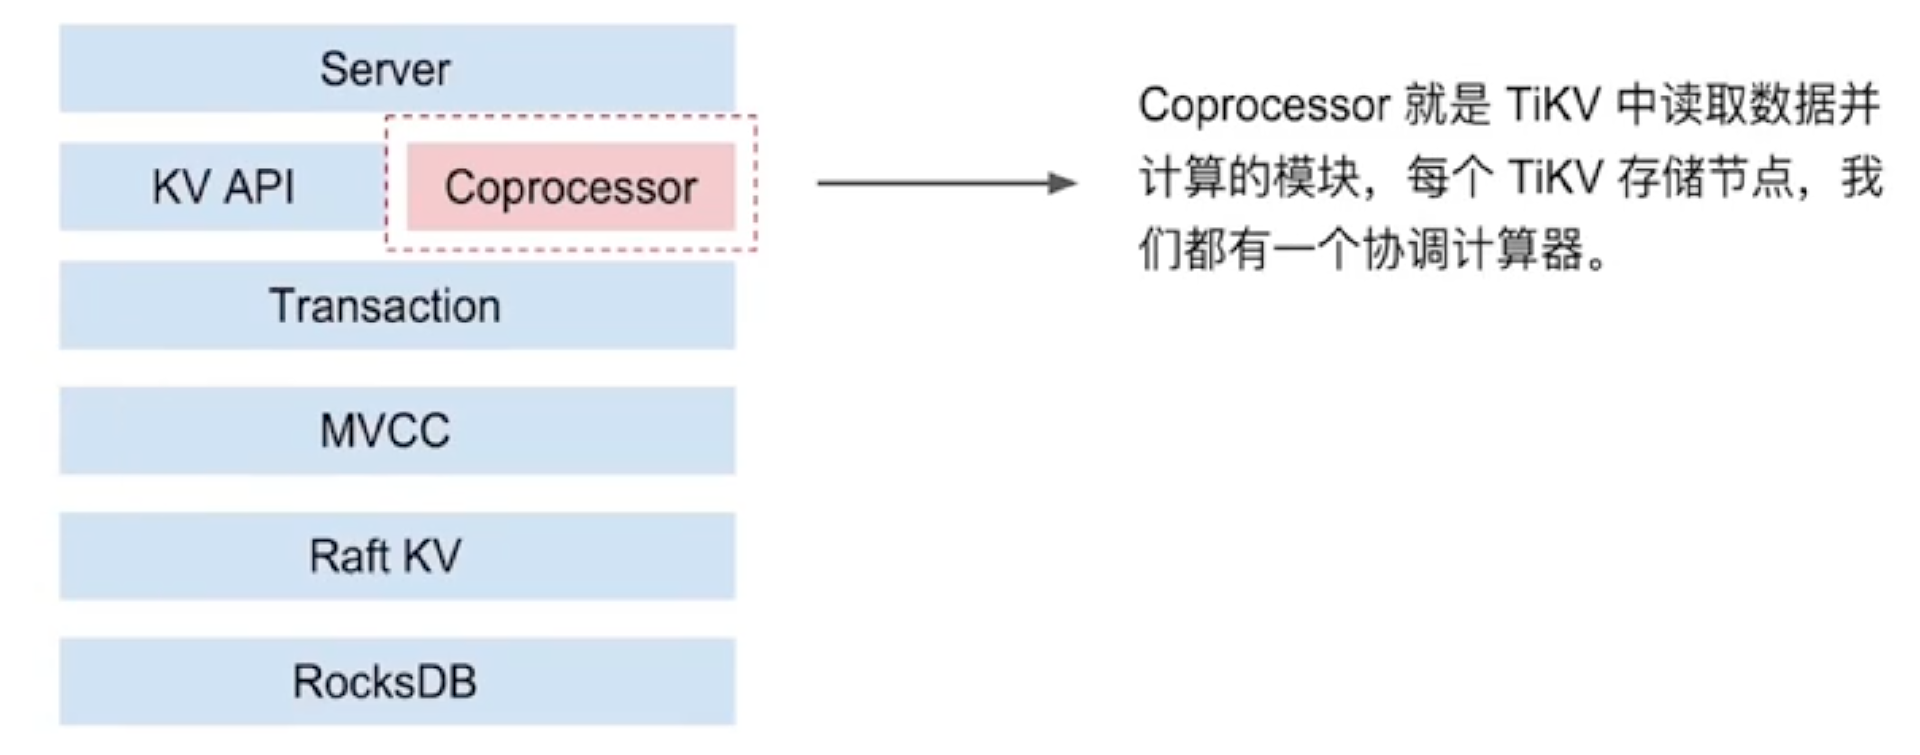 Server
KV API
Coprocessor
Transaction
MVCC
Raft KV
RocksDB
Coprocessor 就是 TiKV 中读取数据并
计算的模块，每个 TiKV 存储节点，我
们都有一个协调计算器。